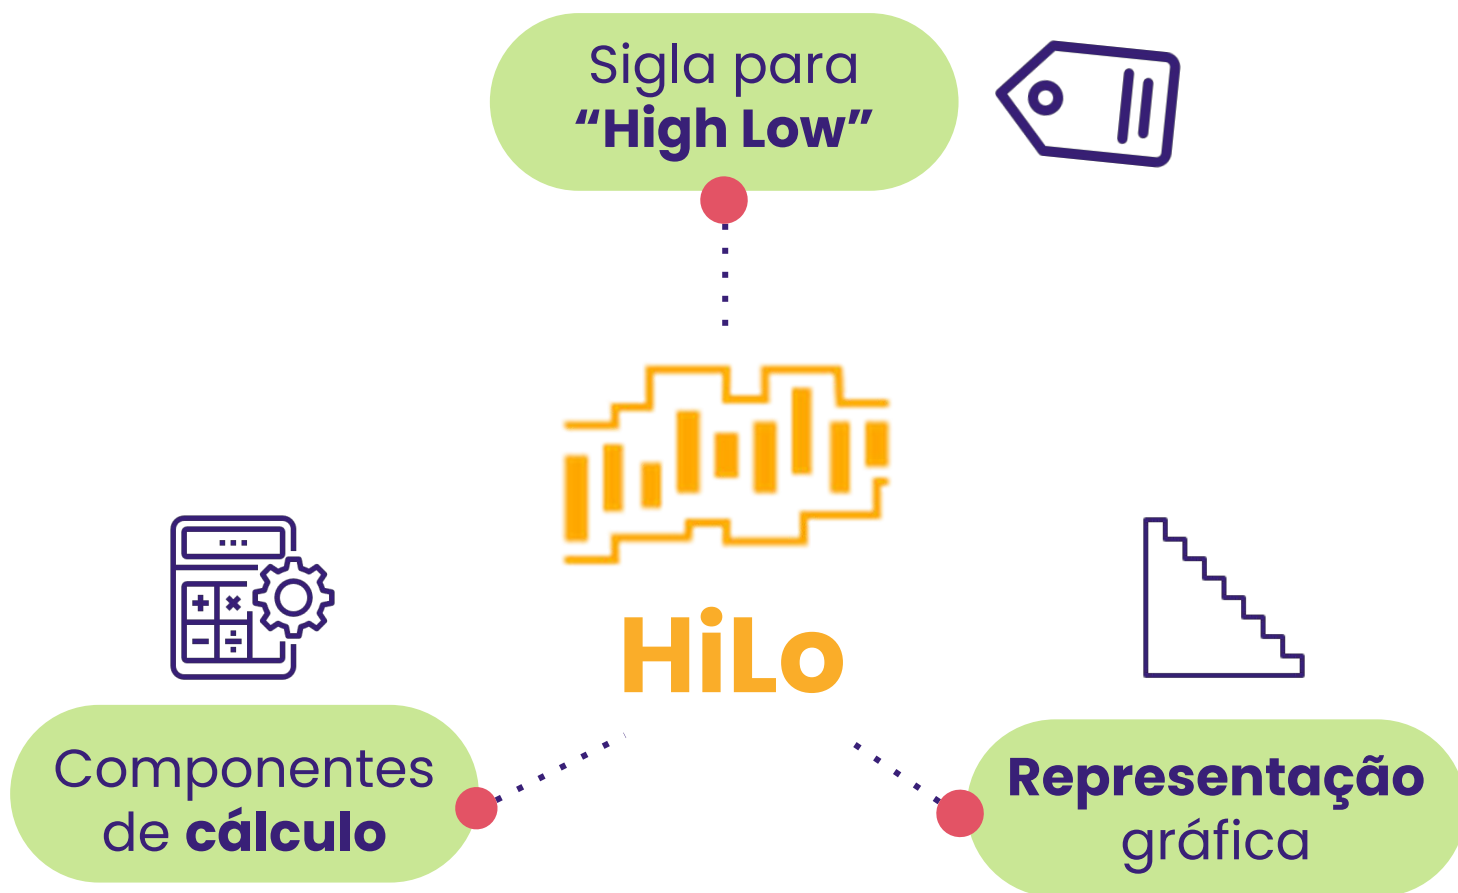 Sigla para
“High Low”
HiLo
Componentes
de cálculo
Representação
gráfica